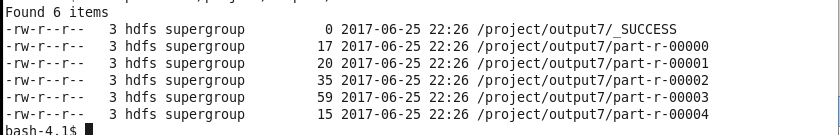 Found 6 items
-rw-r--r--   3 hdfs supergroup          0 2017-06-25 22:26 /project/output7/_SUCCESS
-rw-r--r--   3 hdfs supergroup         17 2017-06-25 22:26 /project/output7/part-r-00000
-rw-r--r--   3 hdfs supergroup         20 2017-06-25 22:26 /project/output7/part-r-00001
-rw-r--r--   3 hdfs supergroup         35 2017-06-25 22:26 /project/output7/part-r-00002
-rw-r--r--   3 hdfs supergroup         59 2017-06-25 22:26 /project/output7/part-r-00003
-rw-r--r--   3 hdfs supergroup         15 2017-06-25 22:26 /project/output7/part-r-00004
bash-4.1$